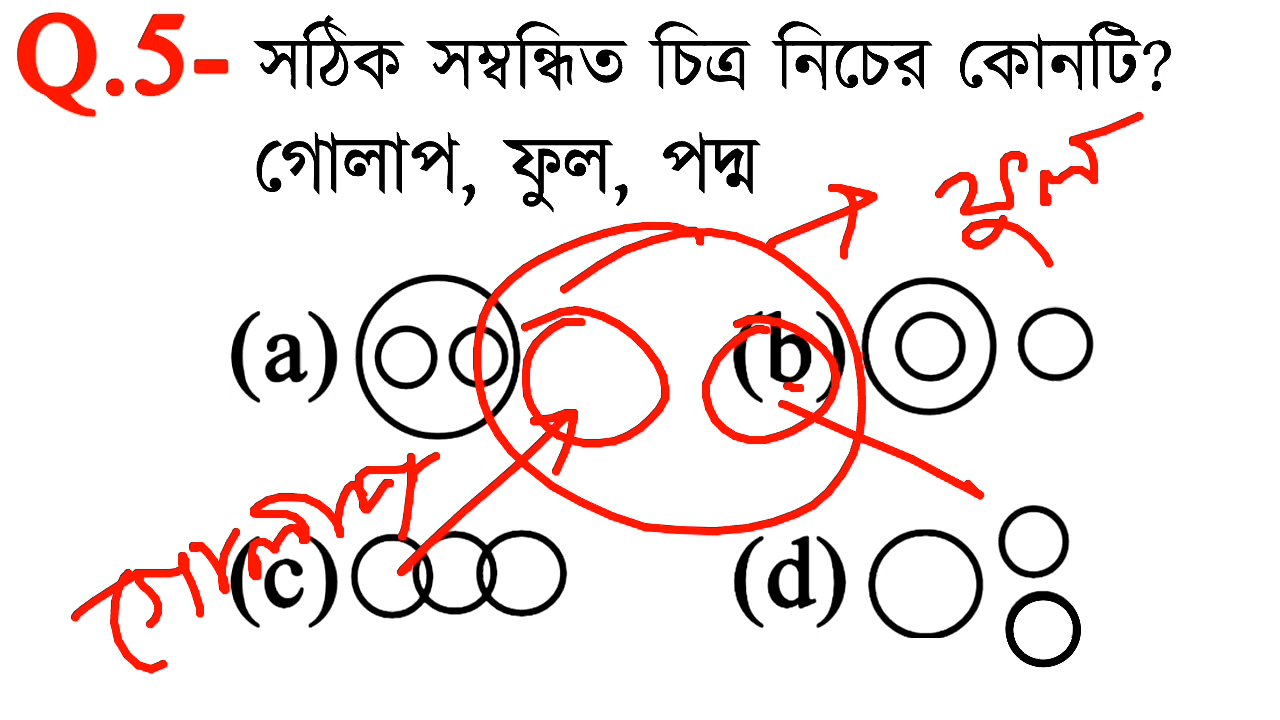 Q.5- সঠিক সম্বন্ধিত চিত্র নিচের কোনটি?
গোলাপ, ফুল, পদ্ম
ফুল
(a) (b)
গোলাপ
(c) (d)